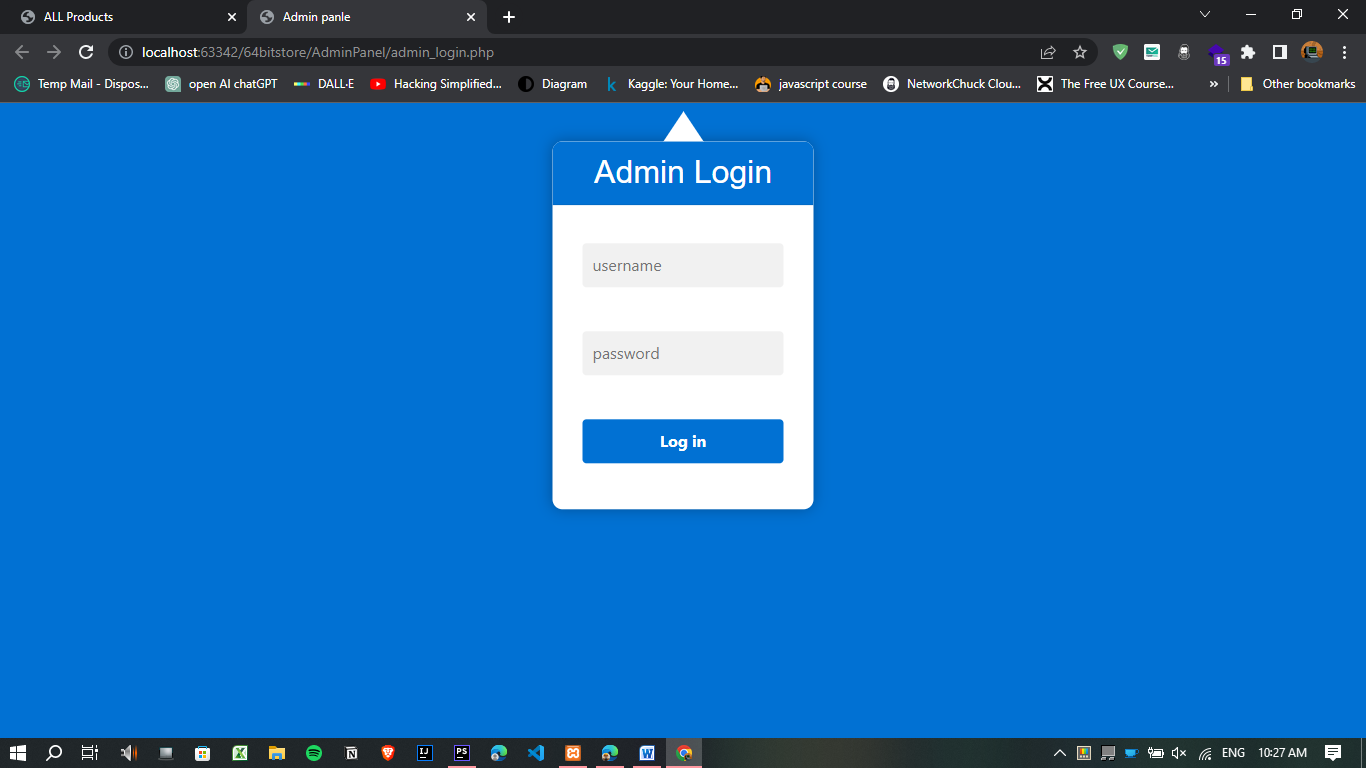 ALL Products
Admin panle
localhost:63342/64bitstore/AdminPanel/admin_login.php
15
Temp Mail - Dispos...
open AI chatGPT
DALL·E
Hacking Simplified...
Diagram
Kaggle: Your Home...
javascript course
NetworkChuck Clou...
The Free UX Course...
»
Other bookmarks
Admin Login
username
password
Log in
ENG
10:27 AM